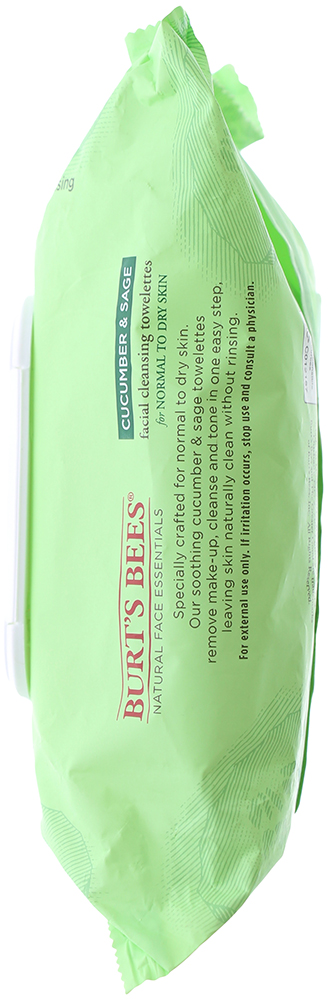 BURT'S BEES®
NATURAL FACE ESSENTIALS
CUCUMBER & SAGE
facial cleansing towelettes
for NORMAL TO DRY SKIN
Specially crafted for normal to dry skin.
Our soothing cucumber & sage towelettes
remove make-up, cleanse and tone in one easy step,
leaving skin naturally clean without rinsing.
For external use only. If irritation occurs, stop use and consult a physician.
sing